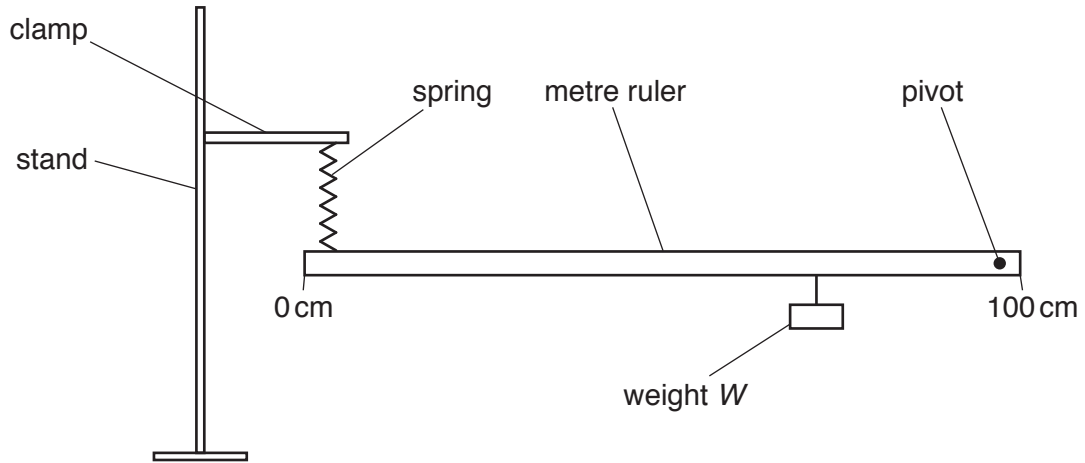 clamp
spring
metre ruler
pivot
stand
0 cm
100 cm
weight W